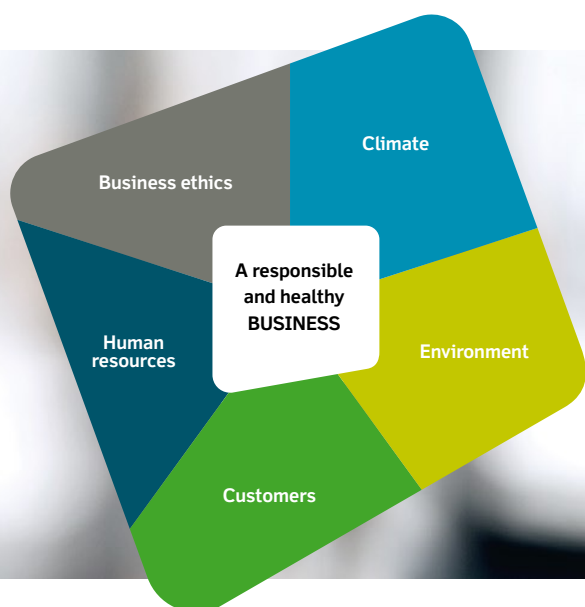 Climate
Business ethics
A responsible
and healthy
BUSINESS
Human
resources
Environment
Customers